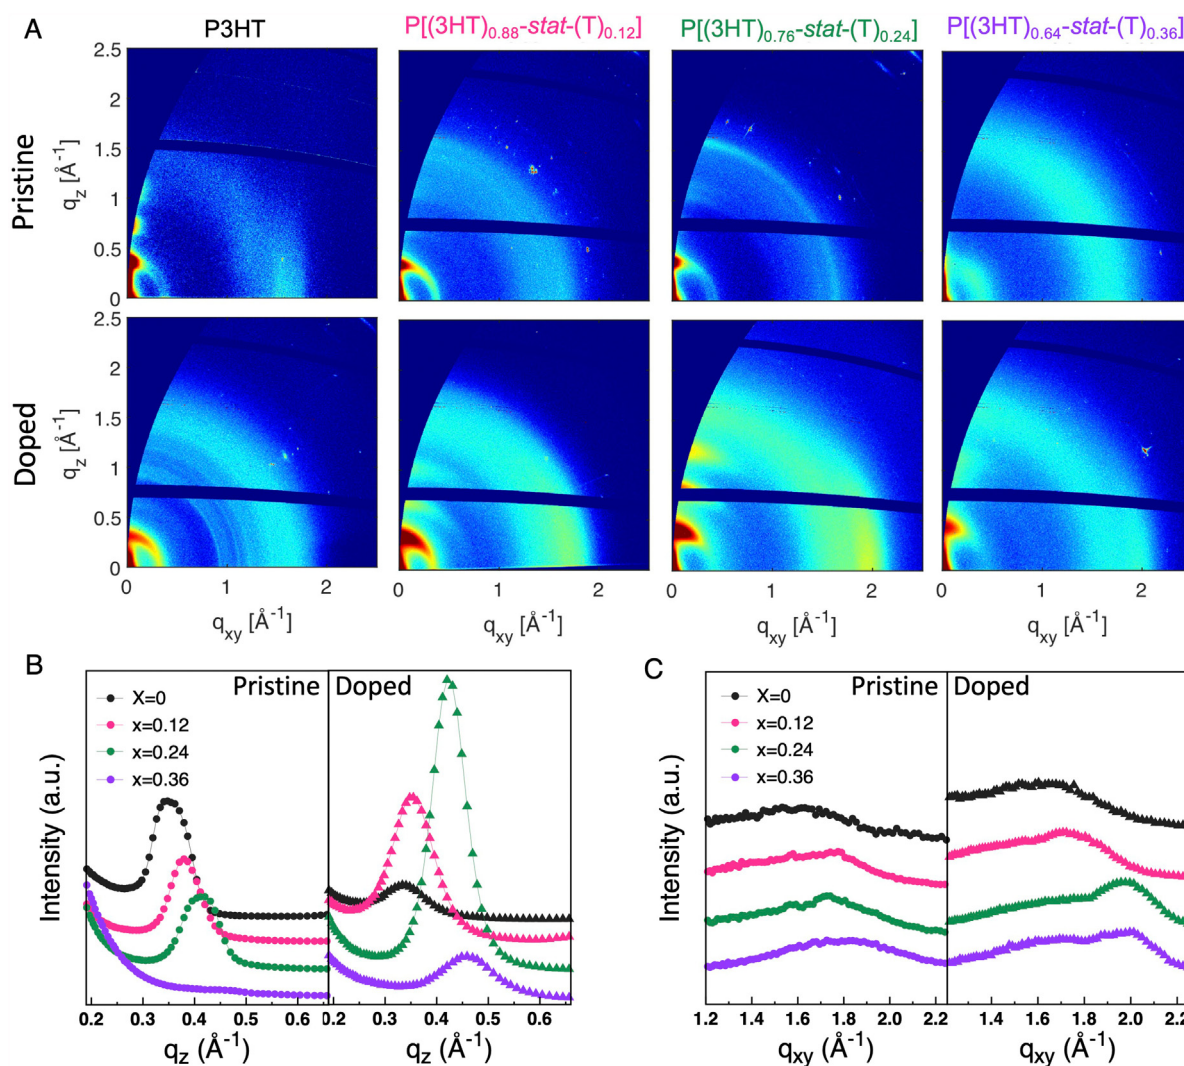 A
P3HT
P[(3HT)0.88-stat-(T)0.12]
P[(3HT)0.76-stat-(T)0.24]
P[(3HT)0.64-stat-(T)0.36]
Pristine
qz [Å-1]
2.5
2
1.5
1
0.5
0
Doped
qz [Å-1]
2.5
2
1.5
1
0.5
0
0 1 2
0 1 2
0 1 2
0 1 2
qxy [Å-1]
qxy [Å-1]
qxy [Å-1]
qxy [Å-1]
B
Intensity (a.u.)
Pristine
Doped
X=0
x=0.12
x=0.24
x=0.36
0.2 0.3 0.4 0.5 0.2 0.3 0.4 0.5 0.6
qz (Å-1)
qz (Å-1)
C
Intensity (a.u.)
Pristine
Doped
X=0
x=0.12
x=0.24
x=0.36
1.2 1.4 1.6 1.8 2.0 2.2 1.4 1.6 1.8 2.0 2.2
qxy (Å-1)
qxy (Å-1)